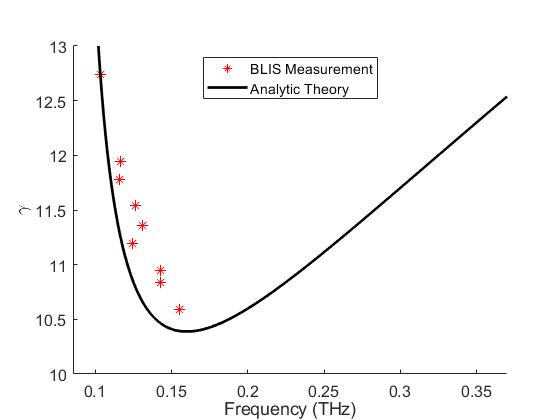 13
12.5
12
11.5
11
10.5
10
γ
BLIS Measurement
Analytic Theory
0.1 0.15 0.2 0.25 0.3 0.35
Frequency (THz)